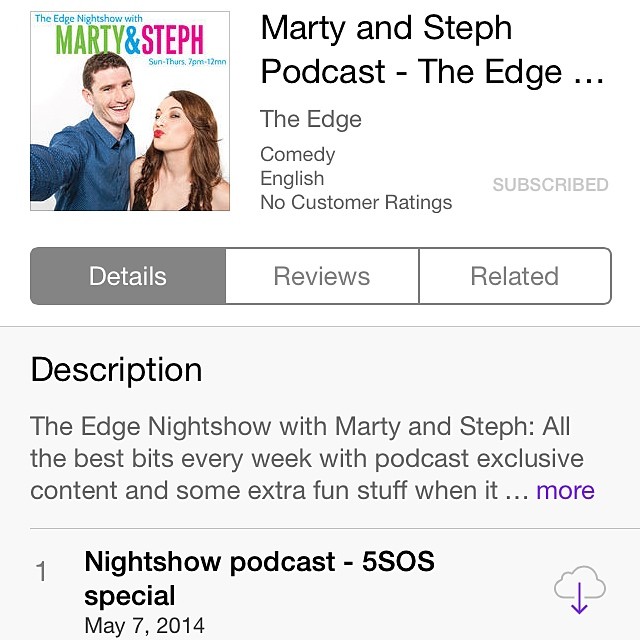 The Edge Nightshow with
MARTY&STEPH
Sun-Thurs, 7pm-12mn
Marty and Steph
Podcast - The Edge ...
The Edge
Comedy
English
No Customer Ratings
SUBSCRIBED
Details
Reviews
Related
Description
The Edge Nightshow with Marty and Steph: All
the best bits every week with podcast exclusive
content and some extra fun stuff when it ... more
1
Nightshow podcast - 5SOS
special
May 7, 2014